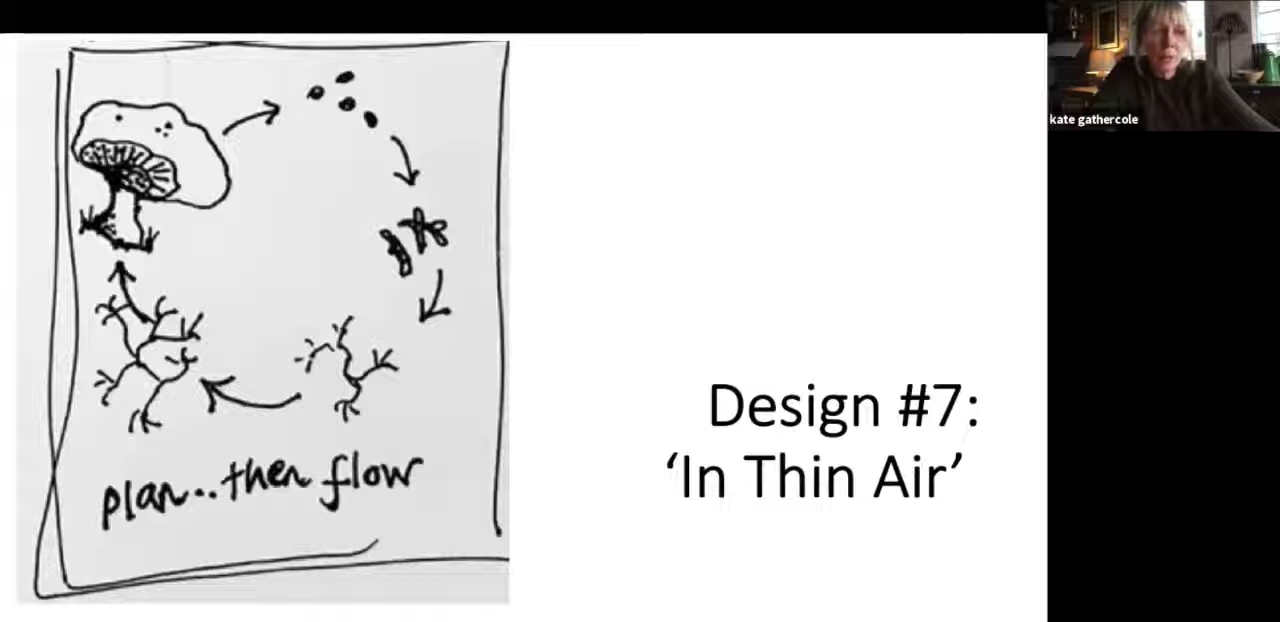 plan..then flow
Design #7:
‘In Thin Air’
kate gathercole